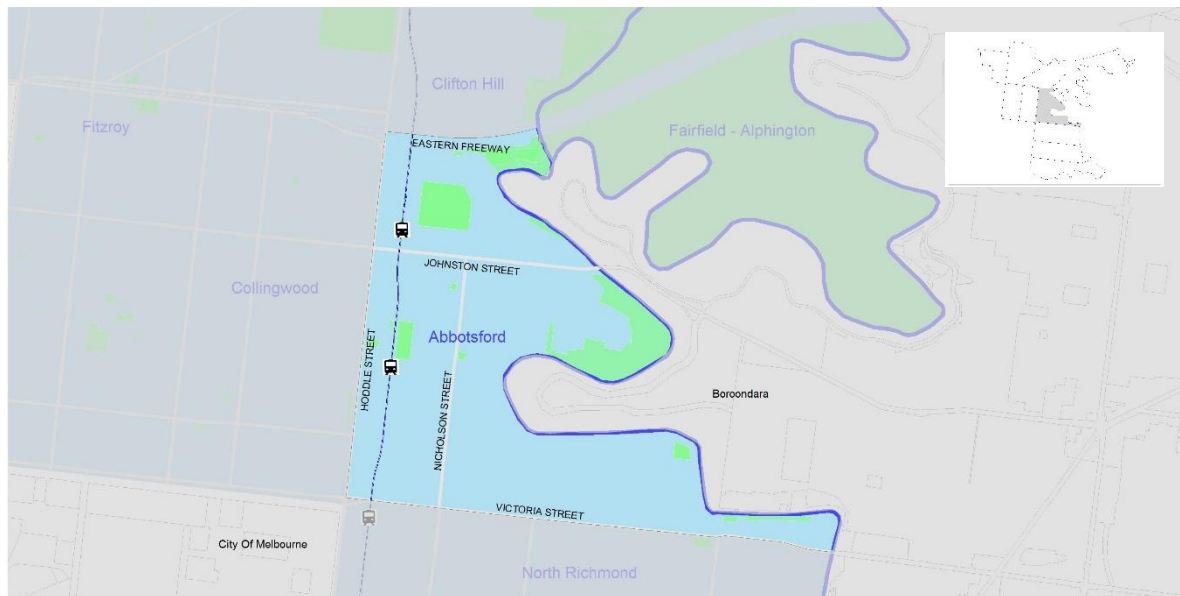 Clifton Hill
Fitzroy
Fairfield - Alphington
EASTERN FREEWAY
JOHNSTON STREET
Collingwood
Abbotsford
HODDLE STREET
NICHOLSON STREET
Boroondara
VICTORIA STREET
City Of Melbourne
North Richmond